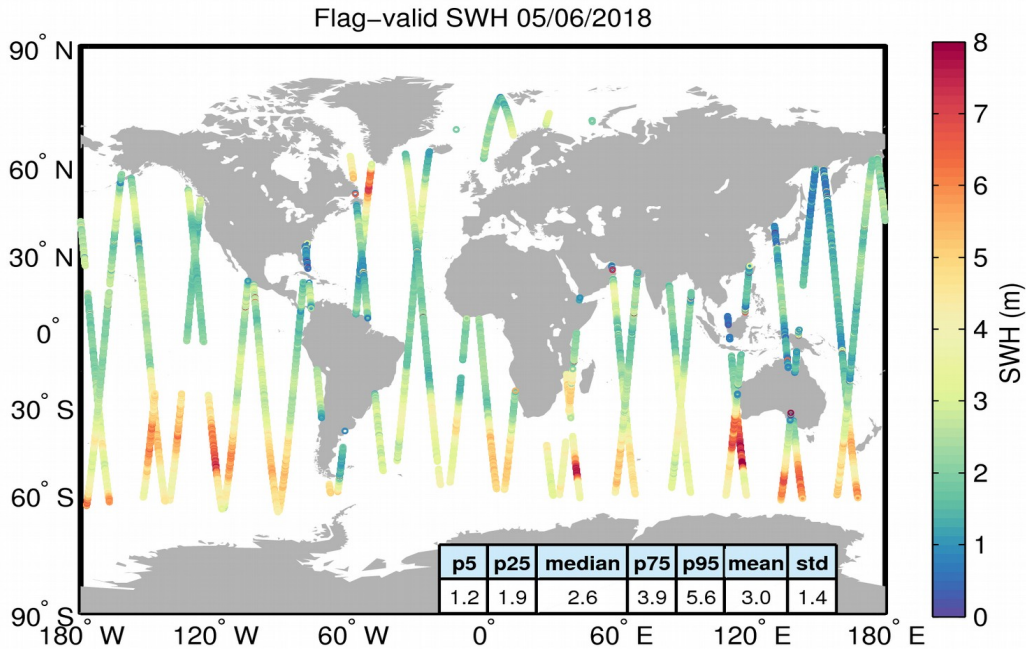 Flag−valid SWH 05/06/2018
90° N
60° N
30° N
0°
30° S
60° S
90° S
180° W
120° W
60° W
0°
60° E
120° E
180° E
p5 p25 median p75 p95 mean std
1.2 1.9 2.6 3.9 5.6 3.0 1.4
8
7
6
5
4
3
2
1
0
SWH (m)